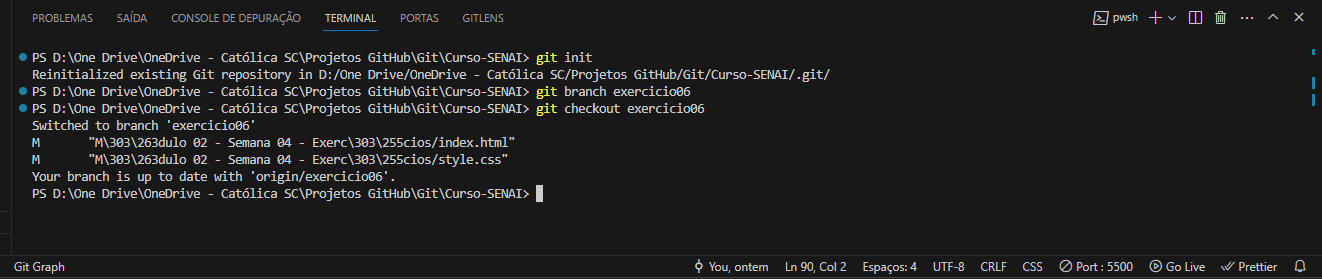 PROBLEMAS SAÍDA CONSOLE DE DEPURAÇÃO TERMINAL PORTAS GITLENS pwsh
PS D:\One Drive\OneDrive - Católica SC\Projetos GitHub\Git\Curso-SENAI> git init
Reinitialized existing Git repository in D:/One Drive/OneDrive - Católica SC/Projetos GitHub/Git/Curso-SENAI/.git/
PS D:\One Drive\OneDrive - Católica SC\Projetos GitHub\Git\Curso-SENAI> git branch exercicio06
PS D:\One Drive\OneDrive - Católica SC\Projetos GitHub\Git\Curso-SENAI> git checkout exercicio06
Switched to branch 'exercicio06'
M "M\303\263dulo 02 - Semana 04 - Exerc\303\255cios/index.html"
M "M\303\263dulo 02 - Semana 04 - Exerc\303\255cios/style.css"
Your branch is up to date with 'origin/exercicio06'.
PS D:\One Drive\OneDrive - Católica SC\Projetos GitHub\Git\Curso-SENAI>
Git Graph You, ontem Ln 90, Col 2 Espaços: 4 UTF-8 CRLF CSS Port : 5500 Go Live Prettier